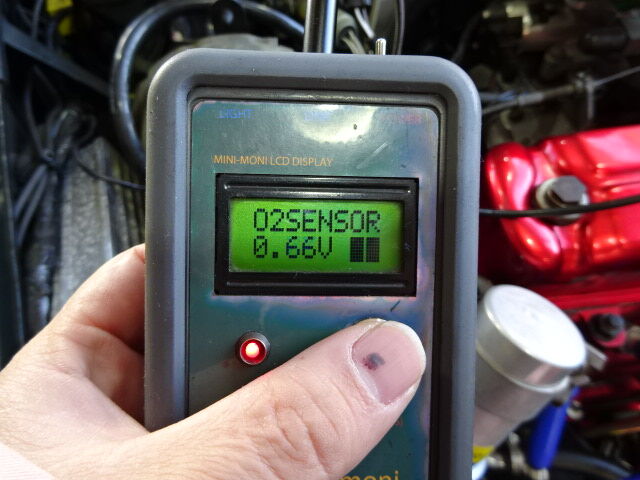 LIGHT
MINI-MONI LCD DISPLAY
O2SENSOR
0.66V
moni